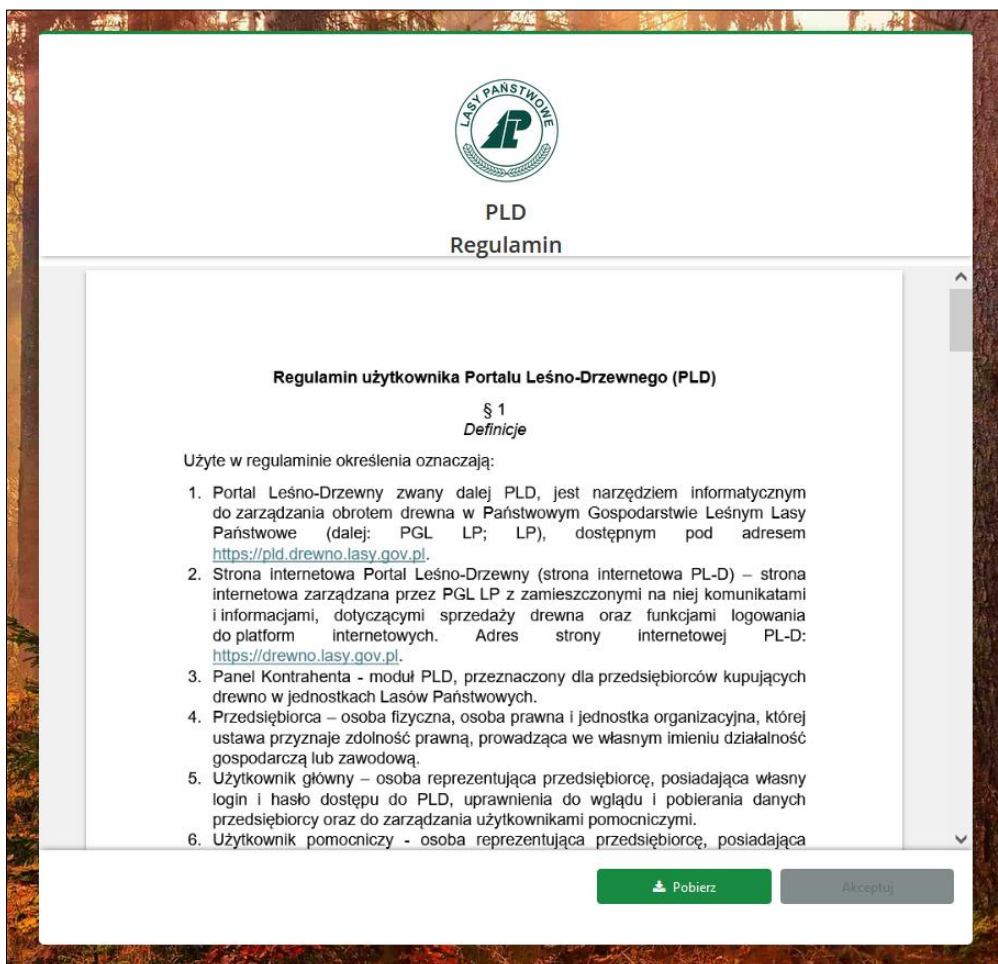 LASY PAŃSTWOWE
PLD
Regulamin
Regulamin użytkownika Portalu Leśno-Drzewnego (PLD)
§ 1
Definicje
Użyte w regulaminie określenia oznaczają:
1. Portal Leśno-Drzewny zwany dalej PLD, jest narzędziem informatycznym
do zarządzania obrotem drewna w Państwowym Gospodarstwie Leśnym Lasy
Państwowe (dalej: PGL LP; LP), dostępnym pod adresem
https://pld.drewno.lasy.gov.pl.
2. Strona internetowa Portal Leśno-Drzewny (strona internetowa PL-D) – strona
internetowa zarządzana przez PGL LP z zamieszczonymi na niej komunikatami
i informacjami, dotyczącymi sprzedaży drewna oraz funkcjami logowania
do platform internetowych. Adres strony internetowej PL-D:
https://drewno.lasy.gov.pl.
3. Panel Kontrahenta - moduł PLD, przeznaczony dla przedsiębiorców kupujących
drewno w jednostkach Lasów Państwowych.
4. Przedsiębiorca – osoba fizyczna, osoba prawna i jednostka organizacyjna, której
ustawa przyznaje zdolność prawną, prowadząca we własnym imieniu działalność
gospodarczą lub zawodową.
5. Użytkownik główny – osoba reprezentująca przedsiębiorcę, posiadająca własny
login i hasło dostępu do PLD, uprawnienia do wglądu i pobierania danych
przedsiębiorcy oraz do zarządzania użytkownikami pomocniczymi.
6. Użytkownik pomocniczy - osoba reprezentująca przedsiębiorcę, posiadająca
Pobierz
Akceptuj